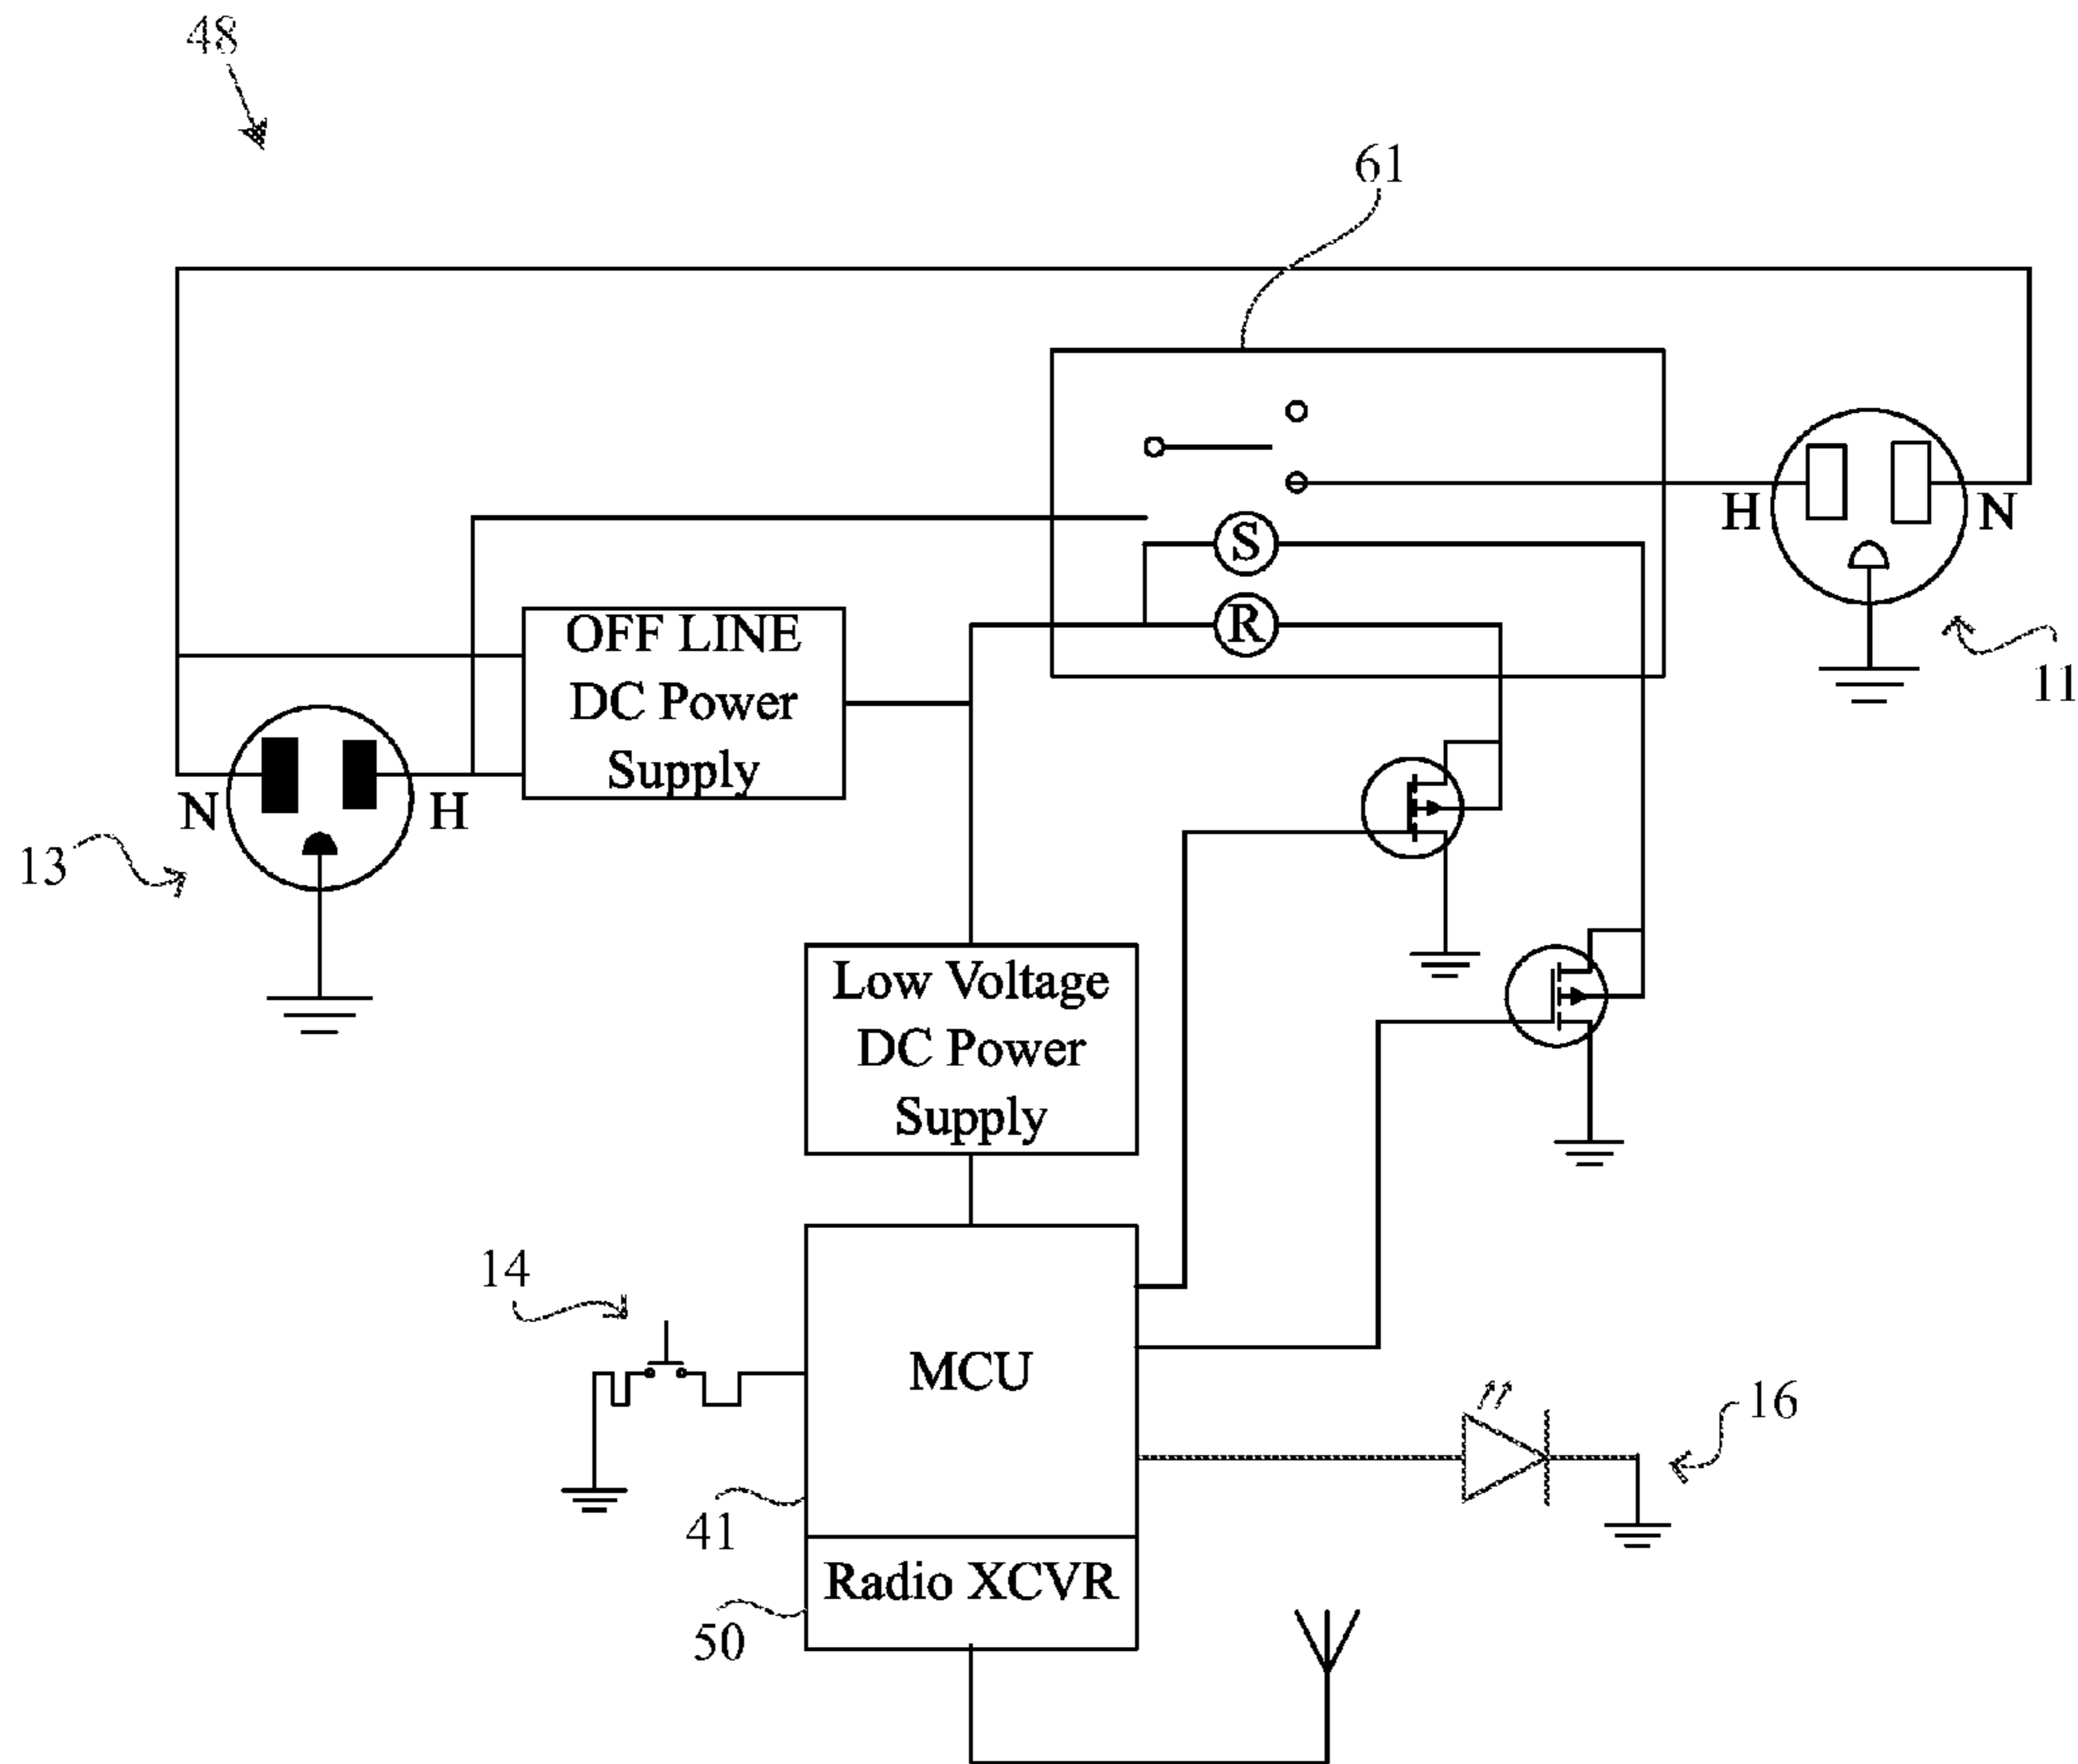 48
61
H
N
11
S
R
OFF LINE
DC Power
Supply
N
H
13
Low Voltage
DC Power
Supply
14
MCU
16
41
Radio XCVR
50